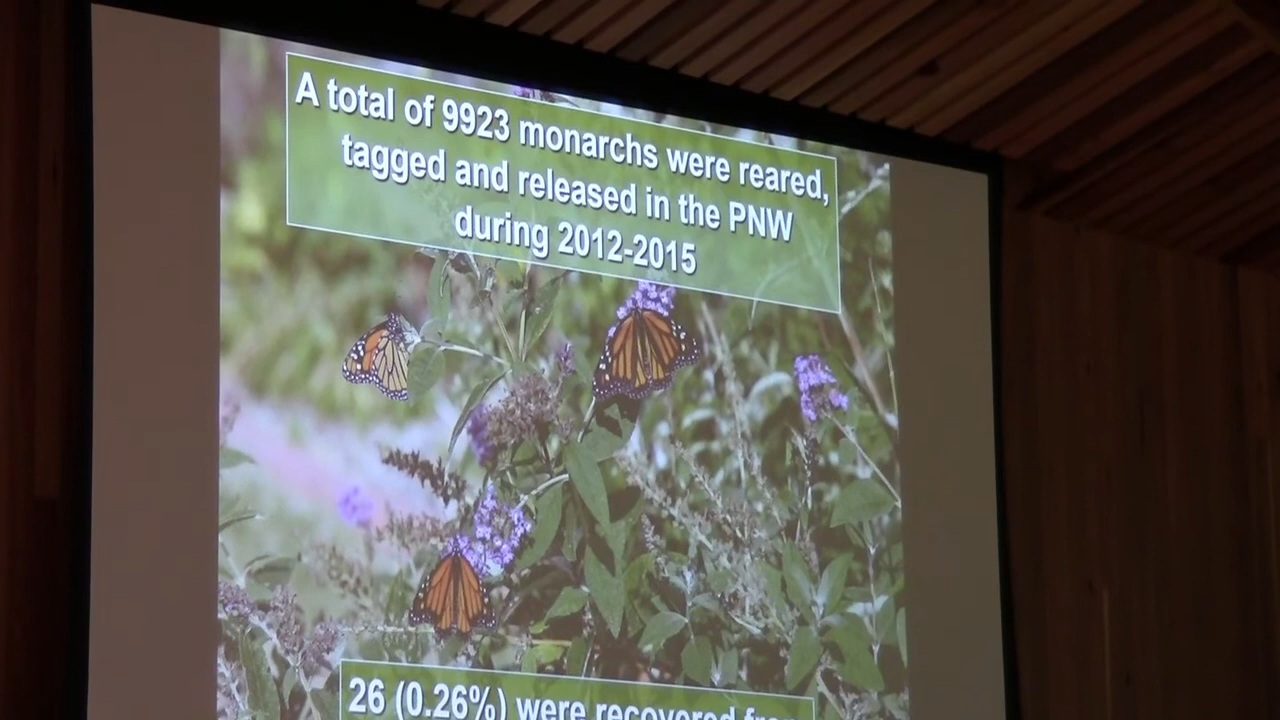 A total of 9923 monarchs were reared,
tagged and released in the PNW
during 2012-2015
26 (0.26%) were recovered from